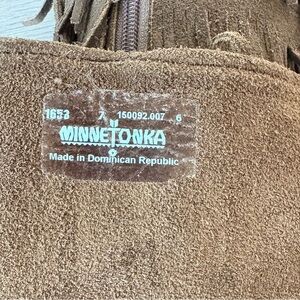 1653 7 150092.007 6
MINNETONKA
Made in Dominican Republic